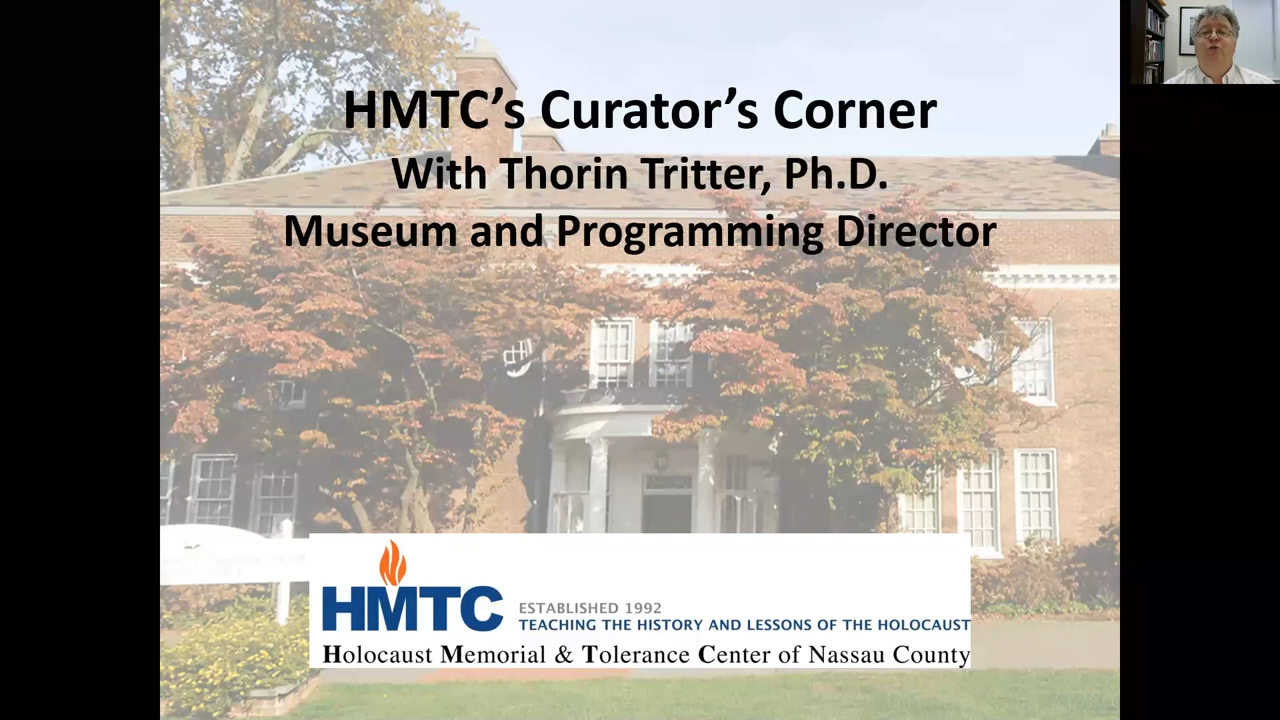 HMTC’s Curator’s Corner
With Thorin Tritter, Ph.D.
Museum and Programming Director
HMTC
ESTABLISHED 1992
TEACHING THE HISTORY AND LESSONS OF THE HOLOCAUST
Holocaust Memorial & Tolerance Center of Nassau County